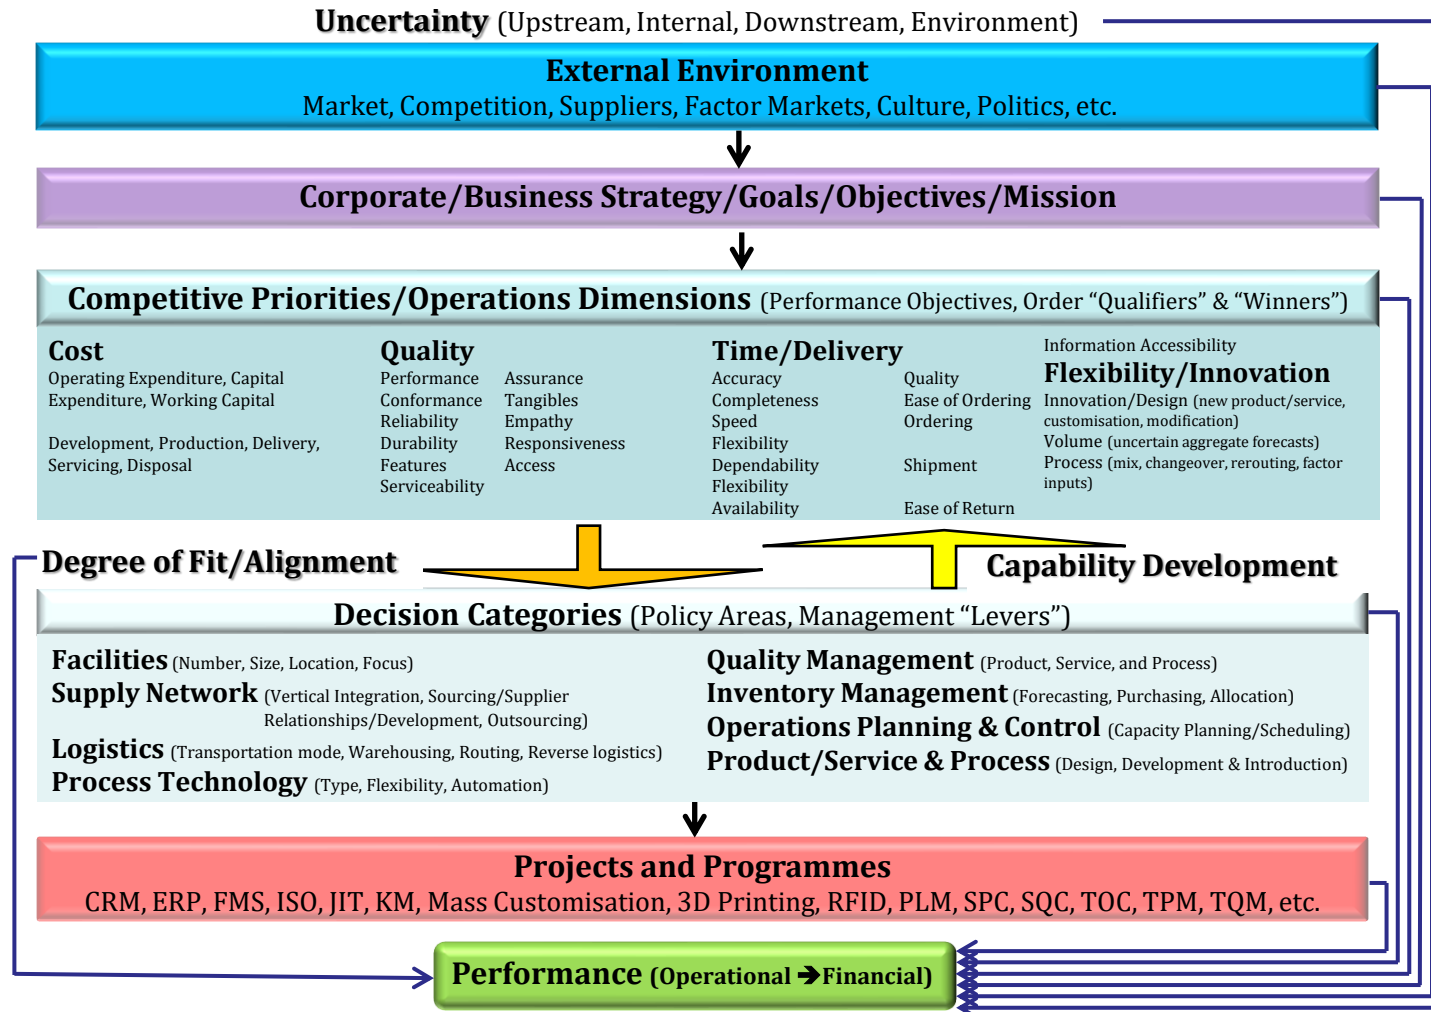 Uncertainty (Upstream, Internal, Downstream, Environment)
External Environment
Market, Competition, Suppliers, Factor Markets, Culture, Politics, etc.
Corporate/Business Strategy/Goals/Objectives/Mission
Competitive Priorities/Operations Dimensions (Performance Objectives, Order “Qualifiers” & “Winners”)
Cost
Operating Expenditure, Capital
Expenditure, Working Capital
Development, Production, Delivery,
Servicing, Disposal
Quality
Performance
Conformance
Reliability
Durability
Features
Serviceability
Assurance
Tangibles
Empathy
Responsiveness
Access
Time/Delivery
Accuracy
Completeness
Speed
Flexibility
Dependability
Flexibility
Availability
Quality
Ease of Ordering
Ordering
Shipment
Ease of Return
Information Accessibility
Flexibility/Innovation
Innovation/Design (new product/service,
customisation, modification)
Volume (uncertain aggregate forecasts)
Process (mix, changeover, rerouting, factor
inputs)
Degree of Fit/Alignment
Capability Development
Decision Categories (Policy Areas, Management “Levers”)
Facilities (Number, Size, Location, Focus)
Supply Network (Vertical Integration, Sourcing/Supplier
Relationships/Development, Outsourcing)
Logistics (Transportation mode, Warehousing, Routing, Reverse logistics)
Process Technology (Type, Flexibility, Automation)
Quality Management (Product, Service, and Process)
Inventory Management (Forecasting, Purchasing, Allocation)
Operations Planning & Control (Capacity Planning/Scheduling)
Product/Service & Process (Design, Development & Introduction)
Projects and Programmes
CRM, ERP, FMS, ISO, JIT, KM, Mass Customisation, 3D Printing, RFID, PLM, SPC, SQC, TOC, TPM, TQM, etc.
Performance (Operational ➔Financial)